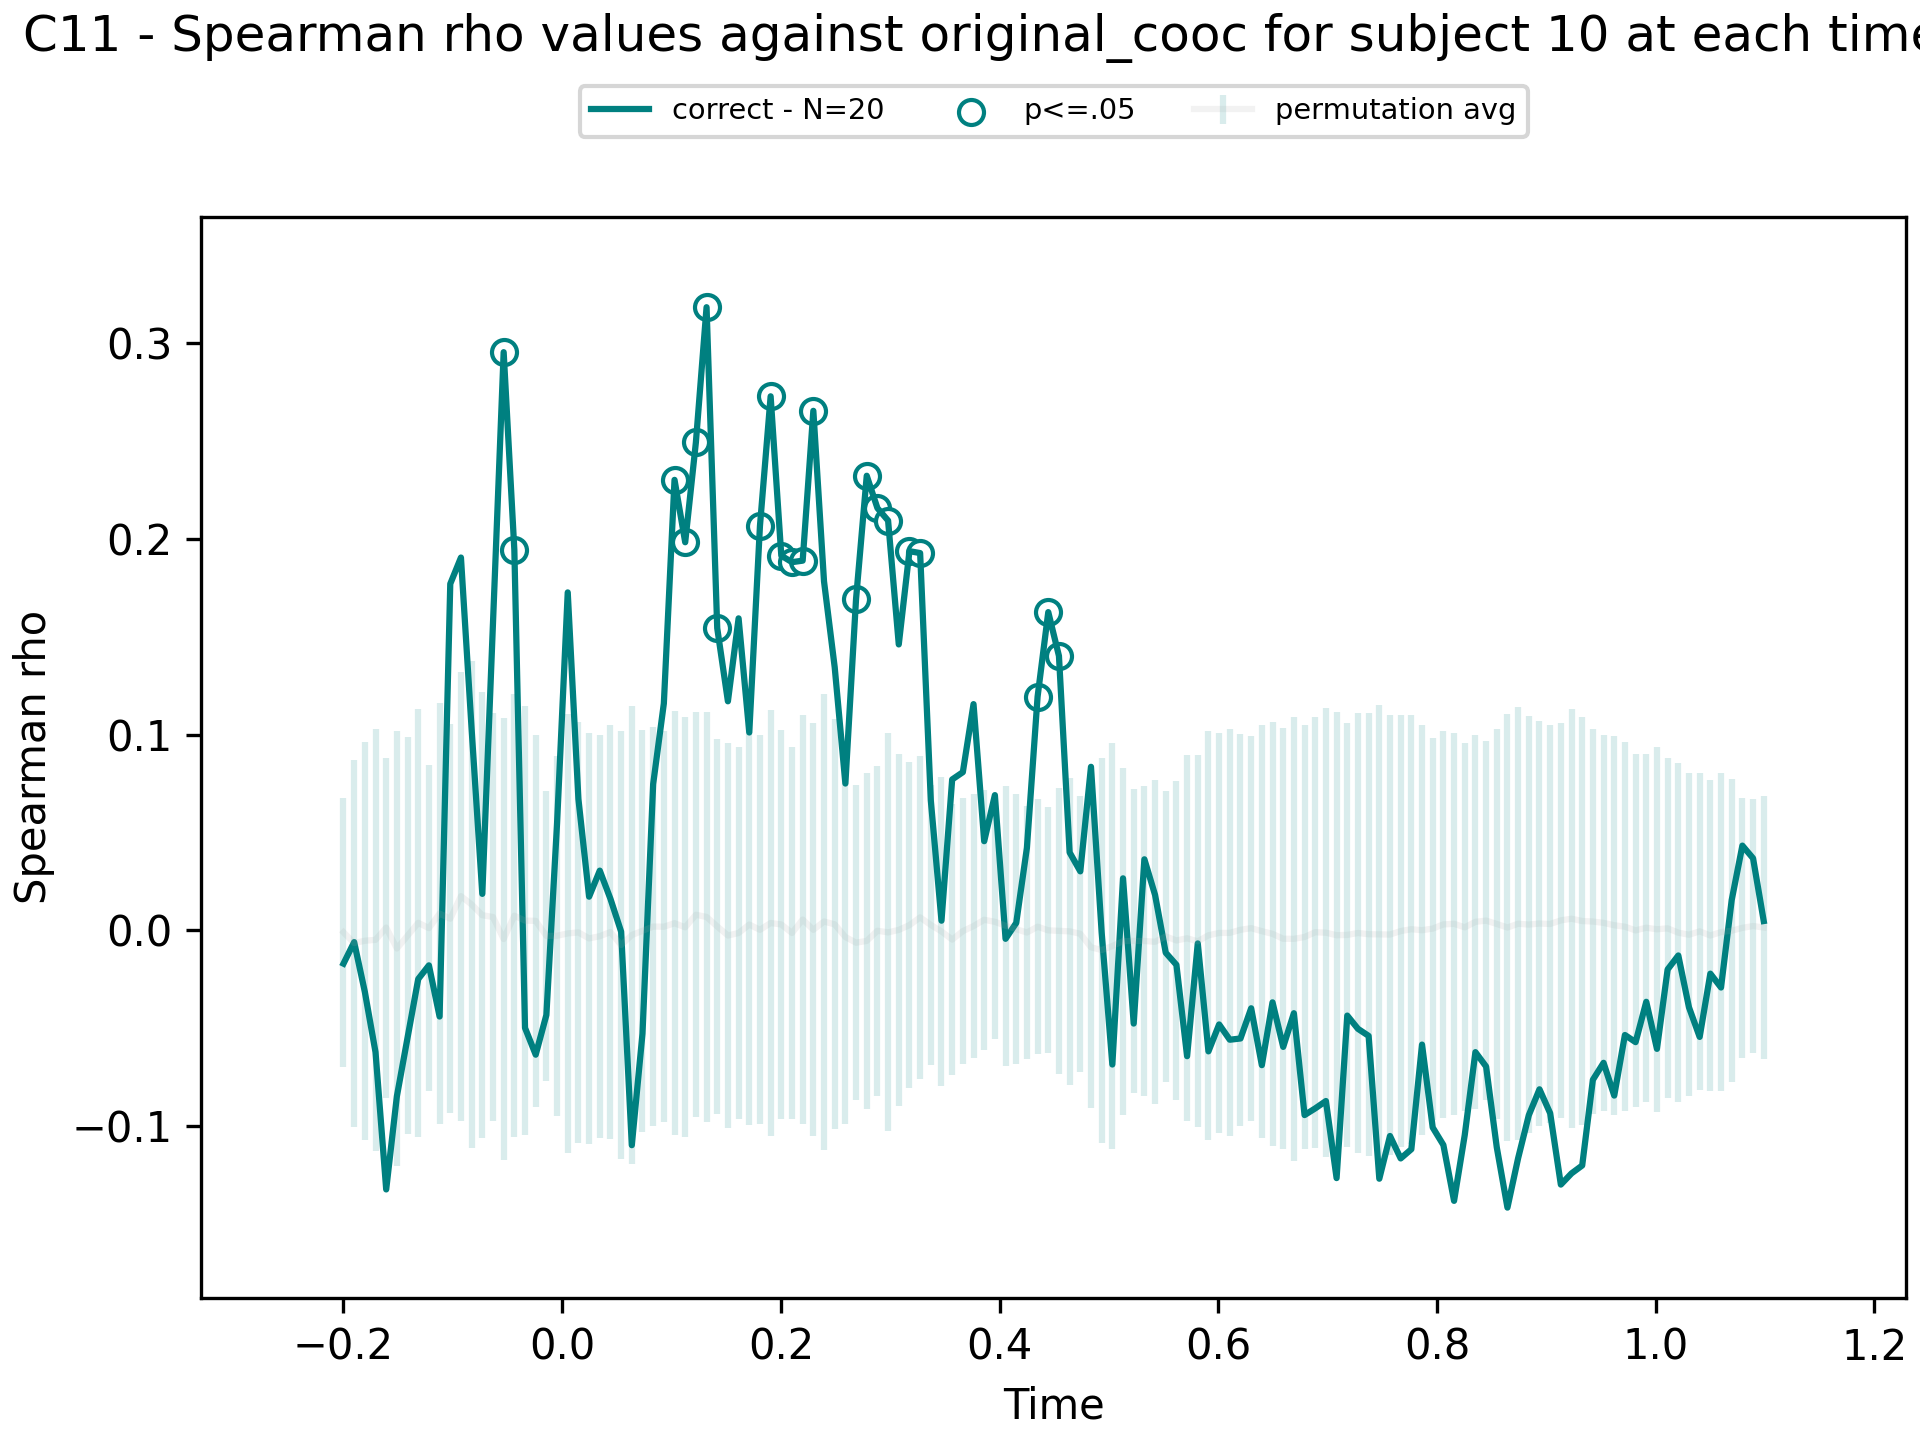 C11 - Spearman rho values against original_cooc for subject 10 at each time
correct - N=20 p<=.05 permutation avg
0.3
0.2
0.1
0.0
−0.1
Spearman rho
−0.2 0.0 0.2 0.4 0.6 0.8 1.0 1.2
Time